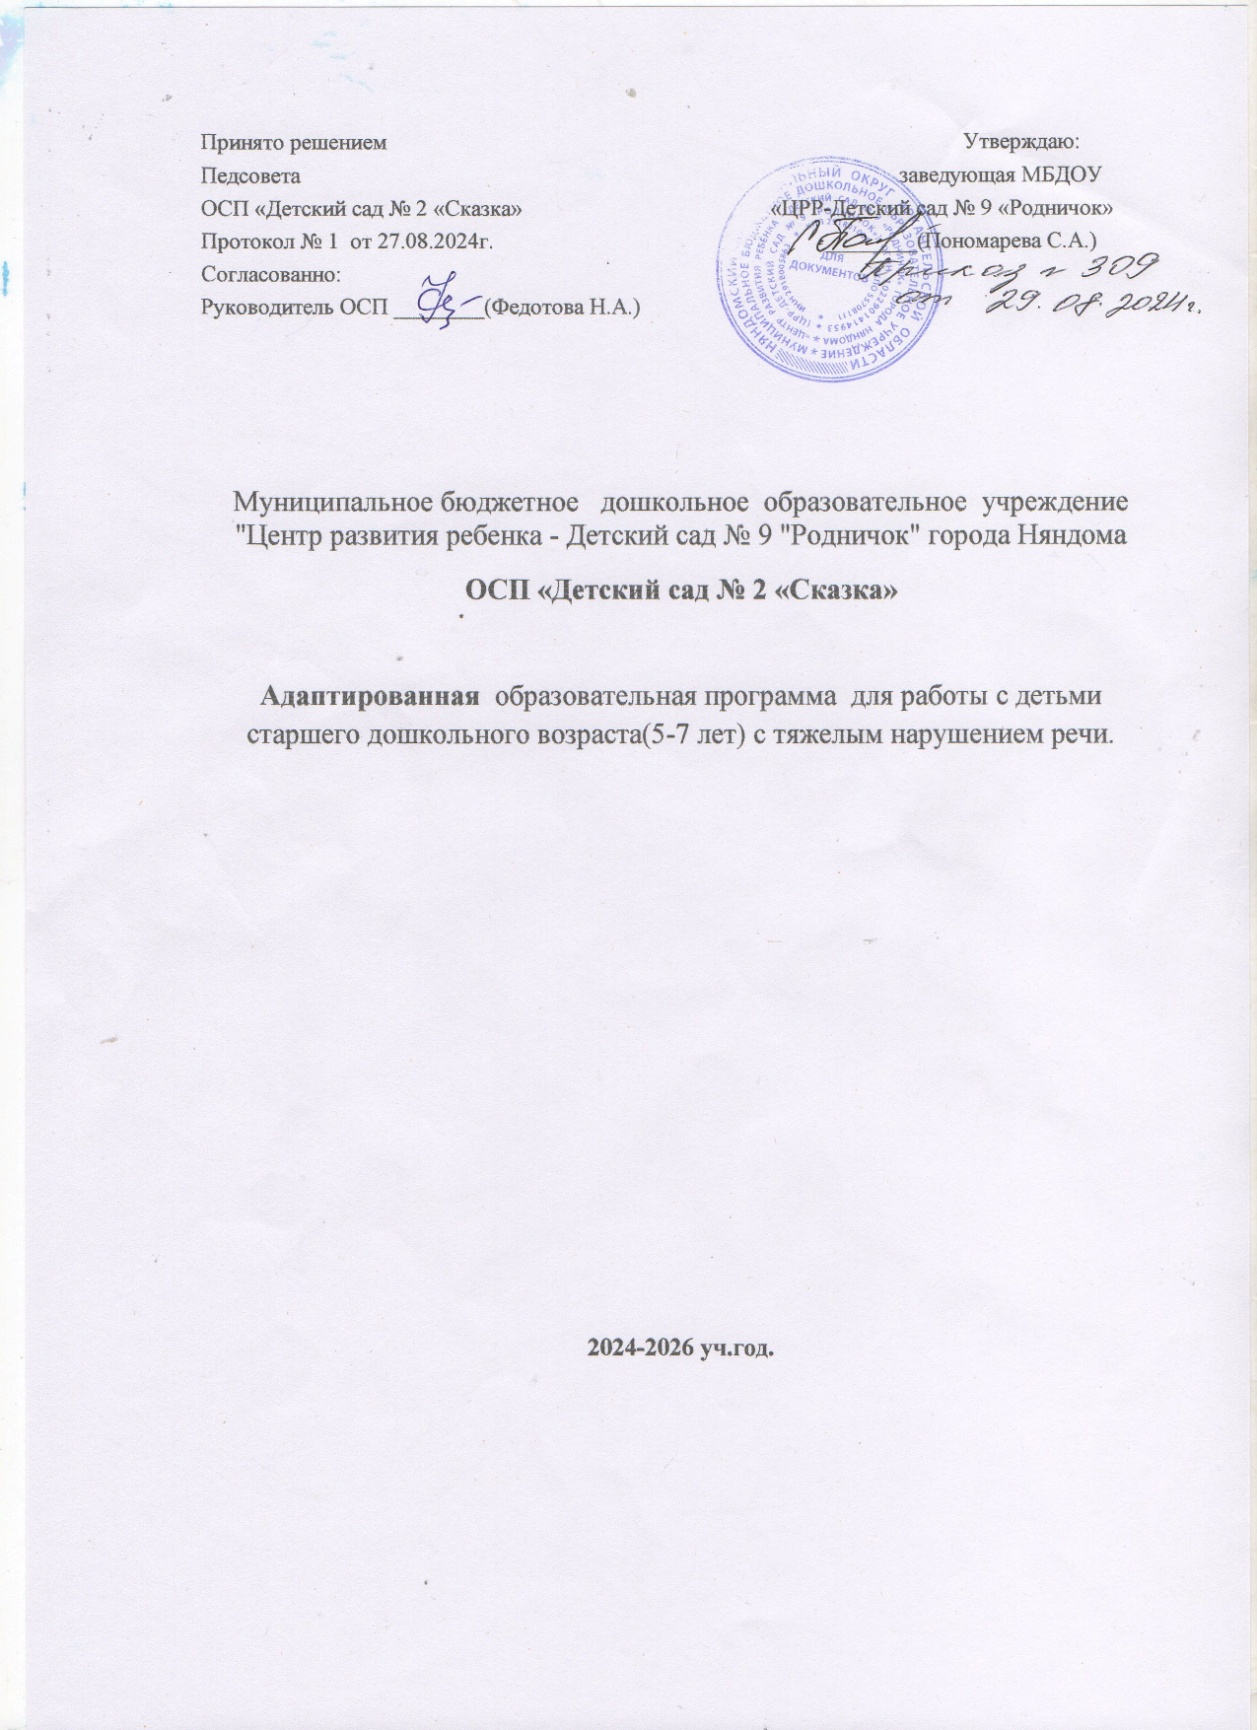 Принято решением
Педсовета
ОСП «Детский сад № 2 «Сказка»
Протокол № 1 от 27.08.2024г.
Согласованно:
Руководитель ОСП ________(Федотова Н.А.)
Утверждаю:
заведующая МБДОУ
«ЦРР-Детский сад № 9 «Родничок»
(Пономарева С.А.)
Приказ № 309
от 29.08.2024г.
ДЛЯ
ДОКУМЕНТОВ
Муниципальное бюджетное дошкольное образовательное учреждение
"Центр развития ребенка - Детский сад № 9 "Родничок" города Няндома
ОСП «Детский сад № 2 «Сказка»
Адаптированная образовательная программа для работы с детьми
старшего дошкольного возраста(5-7 лет) с тяжелым нарушением речи.
2024-2026 уч.год.